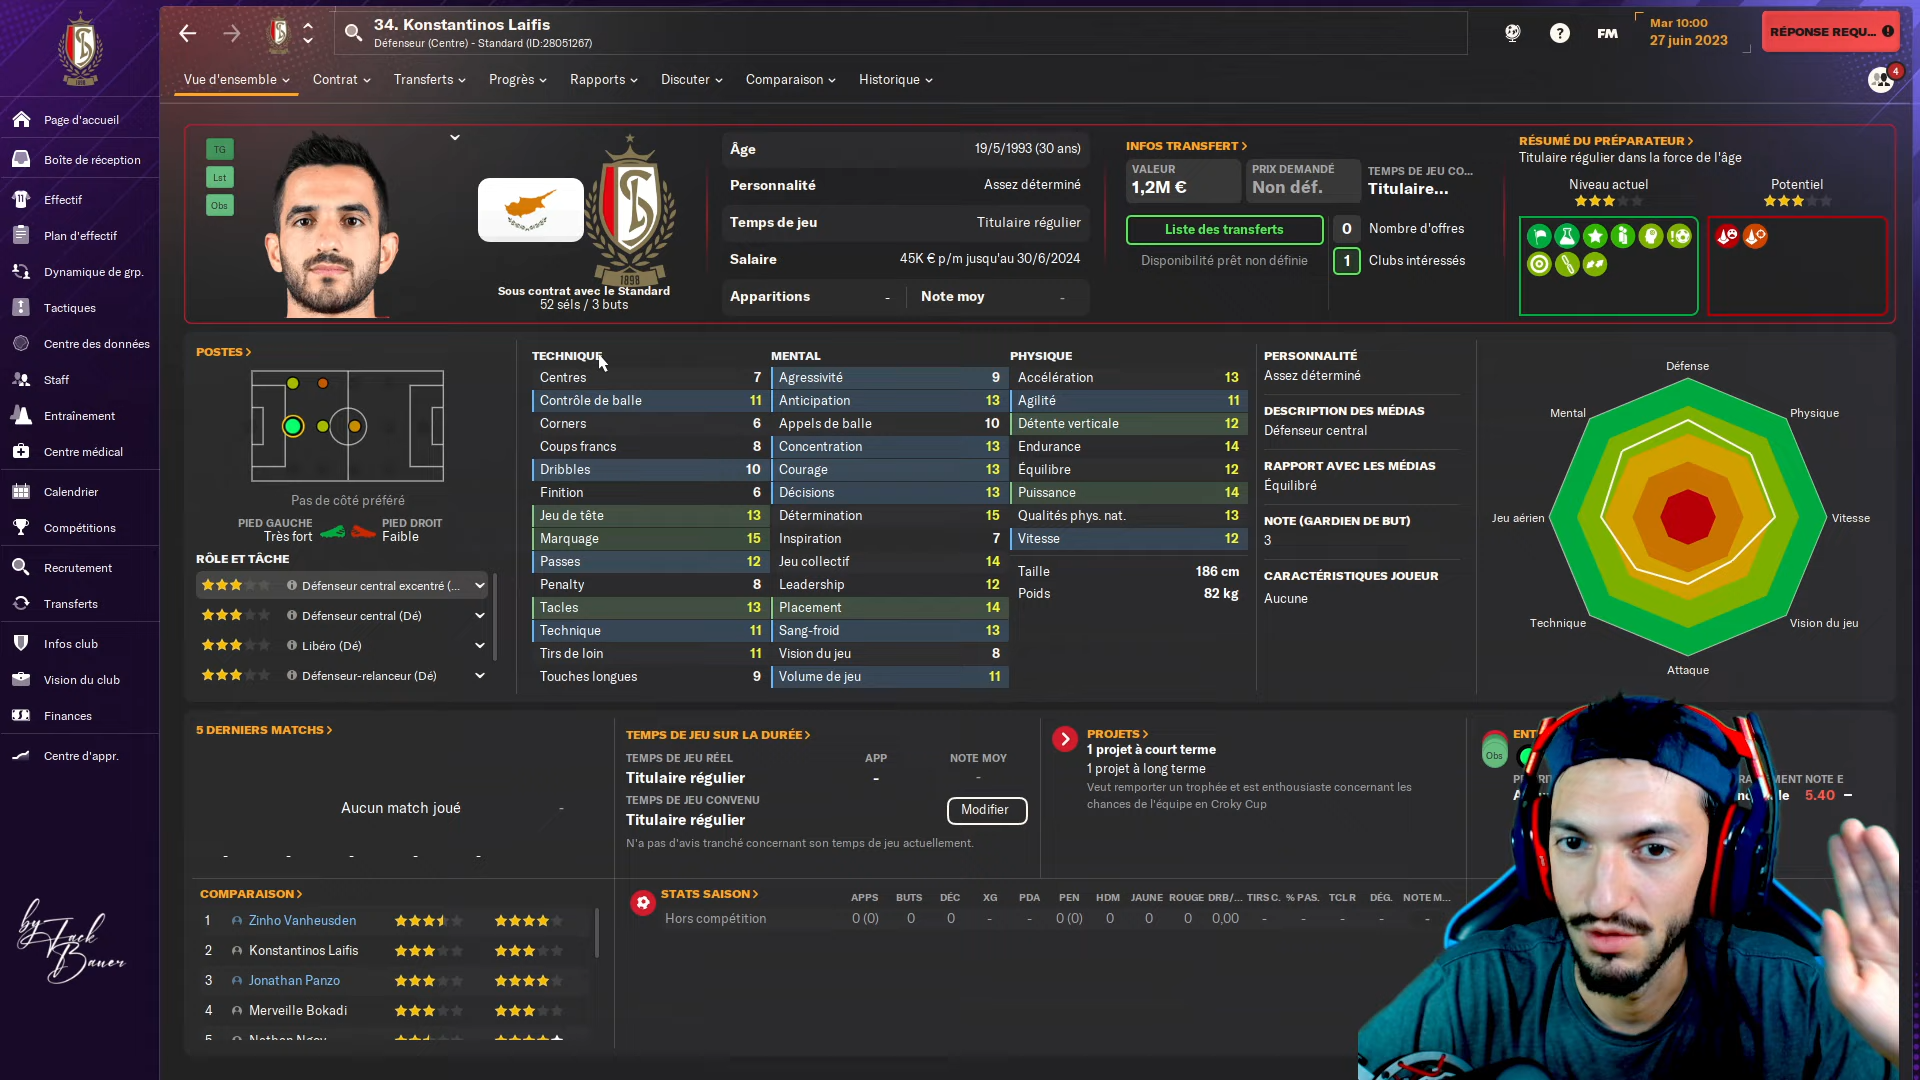 34. Konstantinos Laifis
Défenseur (Centre) - Standard (ID:28051267)
FM
Mar 10:00
27 juin 2023
RÉPONSE REQU...
4
Vue d'ensemble
Contrat
Transferts
Progrès
Rapports
Discuter
Comparaison
Historique
Page d'accueil
Boîte de réception
Effectif
Plan d'effectif
Dynamique de grp.
Tactiques
Centre des données
Staff
Entraînement
Centre médical
Calendrier
Compétitions
Recrutement
Transferts
Infos club
Vision du club
Finances
Centre d'appr.
by Jack Bauer
TG
Lst
Obs
1898
Sous contrat avec le Standard
52 séls / 3 buts
Âge 19/5/1993 (30 ans)
Personnalité Assez déterminé
Temps de jeu Titulaire régulier
Salaire 45K € p/m jusqu'au 30/6/2024
Apparitions - Note moy -
INFOS TRANSFERT >
VALEUR
1,2M €
PRIX DEMANDÉ
Non déf.
TEMPS DE JEU CO...
Titulaire...
Liste des transferts
0 Nombre d'offres
Disponibilité prêt non définie
1 Clubs intéressés
RÉSUMÉ DU PRÉPARATEUR >
Titulaire régulier dans la force de l'âge
Niveau actuel
Potentiel
POSTES >
Pas de côté préféré
PIED GAUCHE
Très fort
PIED DROIT
Faible
RÔLE ET TÂCHE
Défenseur central excentré (...
Défenseur central (Dé)
Libéro (Dé)
Défenseur-relanceur (Dé)
TECHNIQUE
Centres 7
Contrôle de balle 11
Corners 6
Coups francs 8
Dribbles 10
Finition 6
Jeu de tête 13
Marquage 15
Passes 12
Penalty 8
Tacles 13
Technique 11
Tirs de loin 11
Touches longues 9
MENTAL
Agressivité 9
Anticipation 13
Appels de balle 10
Concentration 13
Courage 13
Décisions 13
Détermination 15
Inspiration 7
Jeu collectif 14
Leadership 12
Placement 14
Sang-froid 13
Vision du jeu 8
Volume de jeu 11
PHYSIQUE
Accélération 13
Agilité 11
Détente verticale 12
Endurance 14
Équilibre 12
Puissance 14
Qualités phys. nat. 13
Vitesse 12
Taille 186 cm
Poids 82 kg
PERSONNALITÉ
Assez déterminé
DESCRIPTION DES MÉDIAS
Défenseur central
RAPPORT AVEC LES MÉDIAS
Équilibré
NOTE (GARDIEN DE BUT)
3
CARACTÉRISTIQUES JOUEUR
Aucune
Défense
Mental
Physique
Jeu aérien
Vitesse
Technique
Vision du jeu
Attaque
5 DERNIERS MATCHS >
Aucun match joué -
- - - - -
TEMPS DE JEU SUR LA DURÉE >
TEMPS DE JEU RÉEL APP NOTE MOY
Titulaire régulier - -
TEMPS DE JEU CONVENU
Titulaire régulier
Modifier
N'a pas d'avis tranché concernant son temps de jeu actuellement.
PROJETS >
1 projet à court terme
1 projet à long terme
Veut remporter un trophée et est enthousiaste concernant les
chances de l'équipe en Croky Cup
Obs
NOTE E
5.40 –
COMPARAISON >
1 Zinho Vanheusden
2 Konstantinos Laifis
3 Jonathan Panzo
4 Merveille Bokadi
STATS SAISON >
APPS BUTS DÉC XG PDA PEN HDM JAUNE ROUGE DRB/... TIRS C. % PAS. TCL R DÉG. NOTE M...
Hors compétition 0 (0) 0 0 - - 0 (0) 0 0 0 0,00 - - - - -